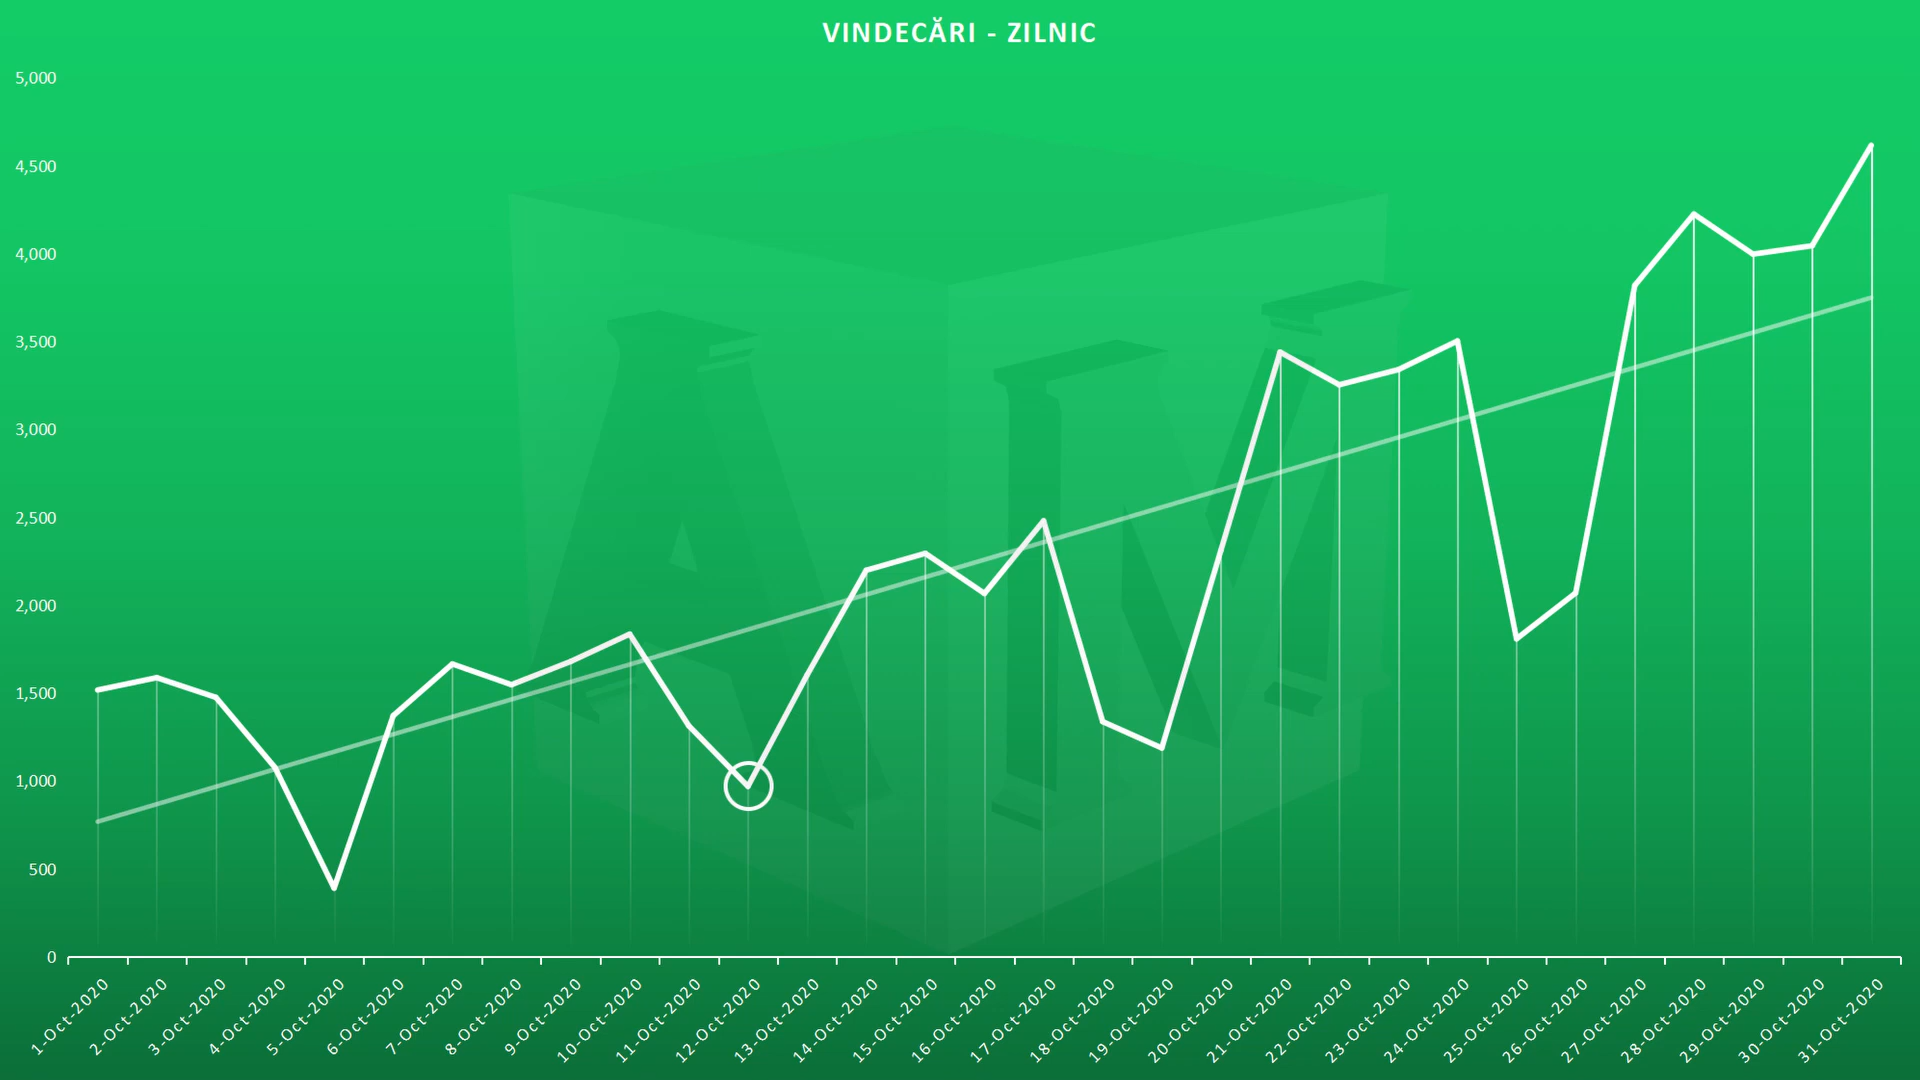 VINDECĂRI - ZILNIC
5,000
4,500
4,000
3,500
3,000
2,500
2,000
1,500
1,000
500
0
1-Oct-2020
2-Oct-2020
3-Oct-2020
4-Oct-2020
5-Oct-2020
6-Oct-2020
7-Oct-2020
8-Oct-2020
9-Oct-2020
10-Oct-2020
11-Oct-2020
12-Oct-2020
13-Oct-2020
14-Oct-2020
15-Oct-2020
16-Oct-2020
17-Oct-2020
18-Oct-2020
19-Oct-2020
20-Oct-2020
21-Oct-2020
22-Oct-2020
23-Oct-2020
24-Oct-2020
25-Oct-2020
26-Oct-2020
27-Oct-2020
28-Oct-2020
29-Oct-2020
30-Oct-2020
31-Oct-2020
A M